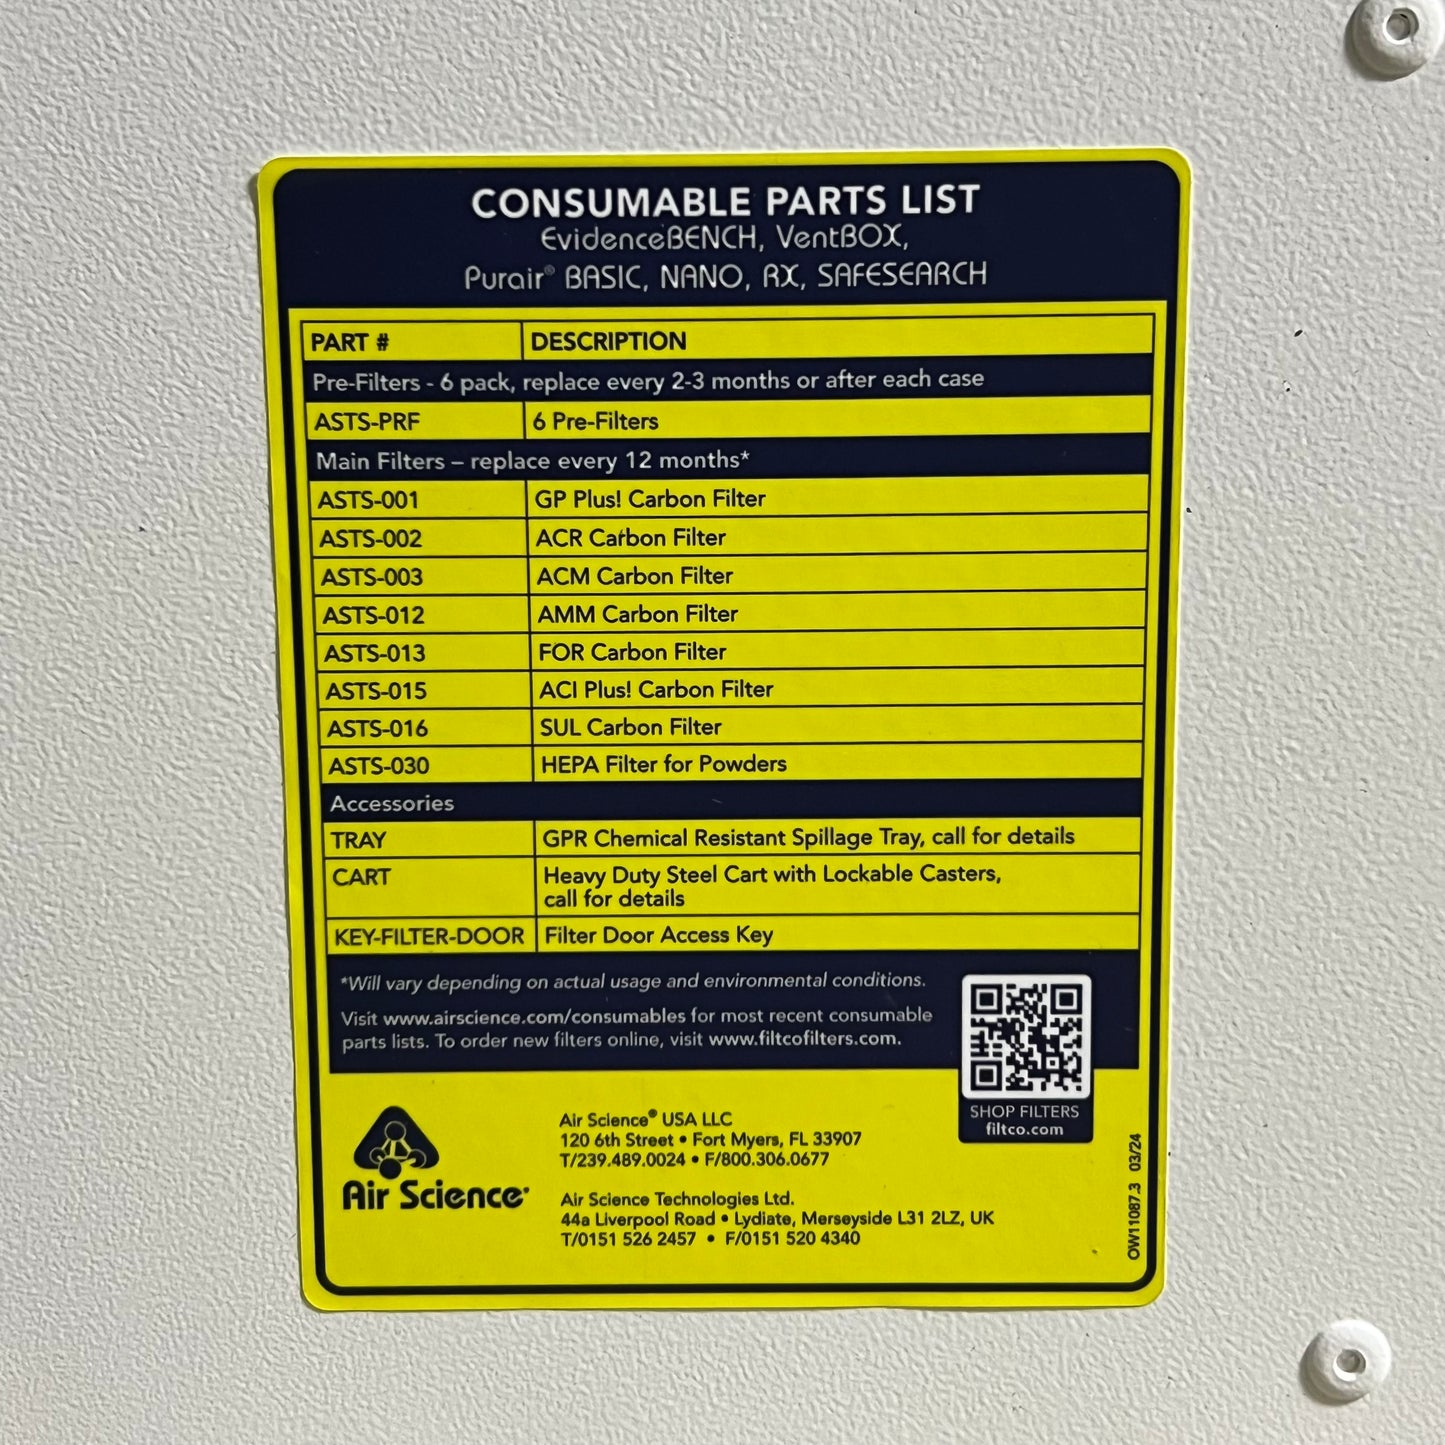 CONSUMABLE PARTS LIST
EvidenceBENCH, VentBOX,
Purair® BASIC, NANO, RX, SAFESEARCH
PART # DESCRIPTION
Pre-Filters - 6 pack, replace every 2-3 months or after each case
ASTS-PRF 6 Pre-Filters
Main Filters – replace every 12 months*
ASTS-001 GP Plus! Carbon Filter
ASTS-002 ACR Carbon Filter
ASTS-003 ACM Carbon Filter
ASTS-012 AMM Carbon Filter
ASTS-013 FOR Carbon Filter
ASTS-015 ACI Plus! Carbon Filter
ASTS-016 SUL Carbon Filter
ASTS-030 HEPA Filter for Powders
Accessories
TRAY GPR Chemical Resistant Spillage Tray, call for details
CART Heavy Duty Steel Cart with Lockable Casters,
call for details
KEY-FILTER-DOOR Filter Door Access Key
*Will vary depending on actual usage and environmental conditions.
Visit www.airscience.com/consumables for most recent consumable
parts lists. To order new filters online, visit www.filtcofilters.com.
SHOP FILTERS
filtco.com
Air Science
Air Science® USA LLC
120 6th Street • Fort Myers, FL 33907
T/239.489.0024 • F/800.306.0677
Air Science Technologies Ltd.
44a Liverpool Road • Lydiate, Merseyside L31 2LZ, UK
T/0151 526 2457 • F/0151 520 4340
OW11087.3 03/24